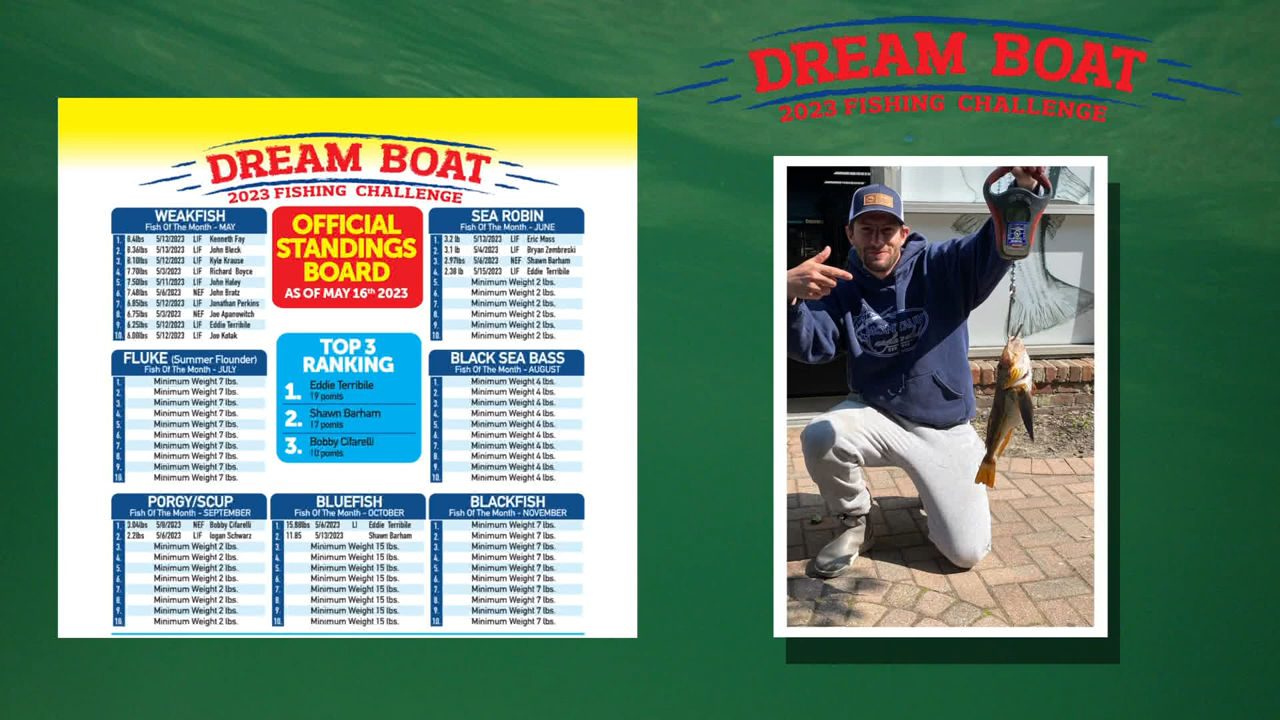 DREAM BOAT
2023 FISHING CHALLENGE
DREAM BOAT
2023 FISHING CHALLENGE
WEAKFISH
Fish Of The Month - MAY
1. 8.4lbs 5/13/2023 LIF Kenneth Fay
2. 8.36lbs 5/13/2023 LIF John Bleck
3. 8.10lbs 5/12/2023 LIF Kyle Krause
4. 7.70lbs 5/3/2023 LIF Richard Boyce
5. 7.50lbs 5/11/2023 LIF John Haley
6. 7.48lbs 5/6/2023 NEF John Bratz
7. 6.85lbs 5/12/2023 LIF Jonathan Perkins
8. 6.75lbs 5/3/2023 NEF Joe Apanowitch
9. 6.25lbs 5/12/2023 LIF Eddie Terribile
10. 6.00lbs 5/12/2023 LIF Joe Kotak
OFFICIAL
STANDINGS
BOARD
AS OF MAY 16th 2023
SEA ROBIN
Fish Of The Month - JUNE
1. 3.2 lb 5/13/2023 LIF Eric Moss
2. 3.1 lb 5/4/2023 LIF Bryan Zembreski
3. 2.97lbs 5/6/2023 NEF Shawn Barham
4. 2.38 lb 5/15/2023 LIF Eddie Terribile
5. Minimum Weight 2 lbs.
6. Minimum Weight 2 lbs.
7. Minimum Weight 2 lbs.
8. Minimum Weight 2 lbs.
9. Minimum Weight 2 lbs.
10. Minimum Weight 2 lbs.
TOP 3
RANKING
1. Eddie Terribile
19 points
2. Shawn Barham
17 points
3. Bobby Cifarelli
10 points
FLUKE (Summer Flounder)
Fish Of The Month - JULY
1. Minimum Weight 7 lbs.
2. Minimum Weight 7 lbs.
3. Minimum Weight 7 lbs.
4. Minimum Weight 7 lbs.
5. Minimum Weight 7 lbs.
6. Minimum Weight 7 lbs.
7. Minimum Weight 7 lbs.
8. Minimum Weight 7 lbs.
9. Minimum Weight 7 lbs.
10. Minimum Weight 7 lbs.
BLACK SEA BASS
Fish Of The Month - AUGUST
1. Minimum Weight 4 lbs.
2. Minimum Weight 4 lbs.
3. Minimum Weight 4 lbs.
4. Minimum Weight 4 lbs.
5. Minimum Weight 4 lbs.
6. Minimum Weight 4 lbs.
7. Minimum Weight 4 lbs.
8. Minimum Weight 4 lbs.
9. Minimum Weight 4 lbs.
10. Minimum Weight 4 lbs.
PORGY/SCUP
Fish Of The Month - SEPTEMBER
1. 3.04lbs 5/8/2023 NEF Bobby Cifarelli
2. 2.2lbs 5/6/2023 LIF logan Schwarz
3. Minimum Weight 2 lbs.
4. Minimum Weight 2 lbs.
5. Minimum Weight 2 lbs.
6. Minimum Weight 2 lbs.
7. Minimum Weight 2 lbs.
8. Minimum Weight 2 lbs.
9. Minimum Weight 2 lbs.
10. Minimum Weight 2 lbs.
BLUEFISH
Fish Of The Month - OCTOBER
1. 15.88lbs 5/6/2023 LI Eddie Terribile
2. 11.85 5/13/2023 Shawn Barham
3. Minimum Weight 15 lbs.
4. Minimum Weight 15 lbs.
5. Minimum Weight 15 lbs.
6. Minimum Weight 15 lbs.
7. Minimum Weight 15 lbs.
8. Minimum Weight 15 lbs.
9. Minimum Weight 15 lbs.
10. Minimum Weight 15 lbs.
BLACKFISH
Fish Of The Month - NOVEMBER
1. Minimum Weight 7 lbs.
2. Minimum Weight 7 lbs.
3. Minimum Weight 7 lbs.
4. Minimum Weight 7 lbs.
5. Minimum Weight 7 lbs.
6. Minimum Weight 7 lbs.
7. Minimum Weight 7 lbs.
8. Minimum Weight 7 lbs.
9. Minimum Weight 7 lbs.
10. Minimum Weight 7 lbs.